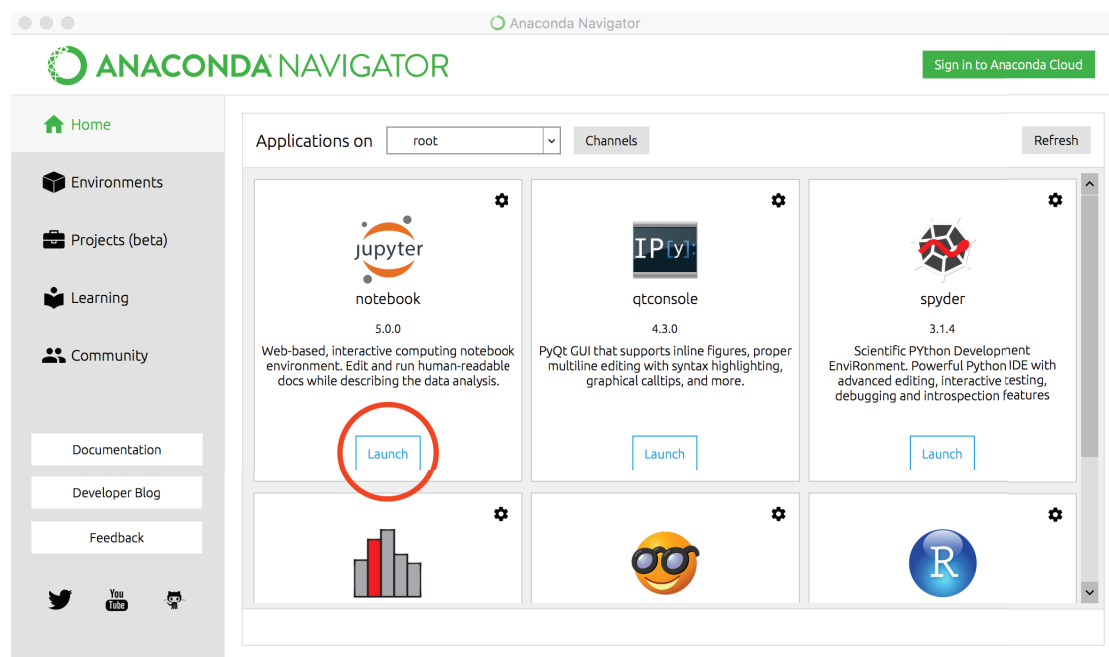 Anaconda Navigator
ANACONDA NAVIGATOR
Sign in to Anaconda Cloud
Home
Environments
Projects (beta)
Learning
Community
Documentation
Developer Blog
Feedback
You
Tube
Applications on
root
Channels
Refresh
jupyter
notebook
5.0.0
Web-based, interactive computing notebook
environment. Edit and run human-readable
docs while describing the data analysis.
Launch
IP[y]:
qtconsole
4.3.0
PyQt GUI that supports inline figures, proper
multiline editing with syntax highlighting,
graphical calltips, and more.
Launch
spyder
3.1.4
Scientific PYthon Development
EnviRonment. Powerful Python IDE with
advanced editing, interactive testing,
debugging and introspection features
Launch
R